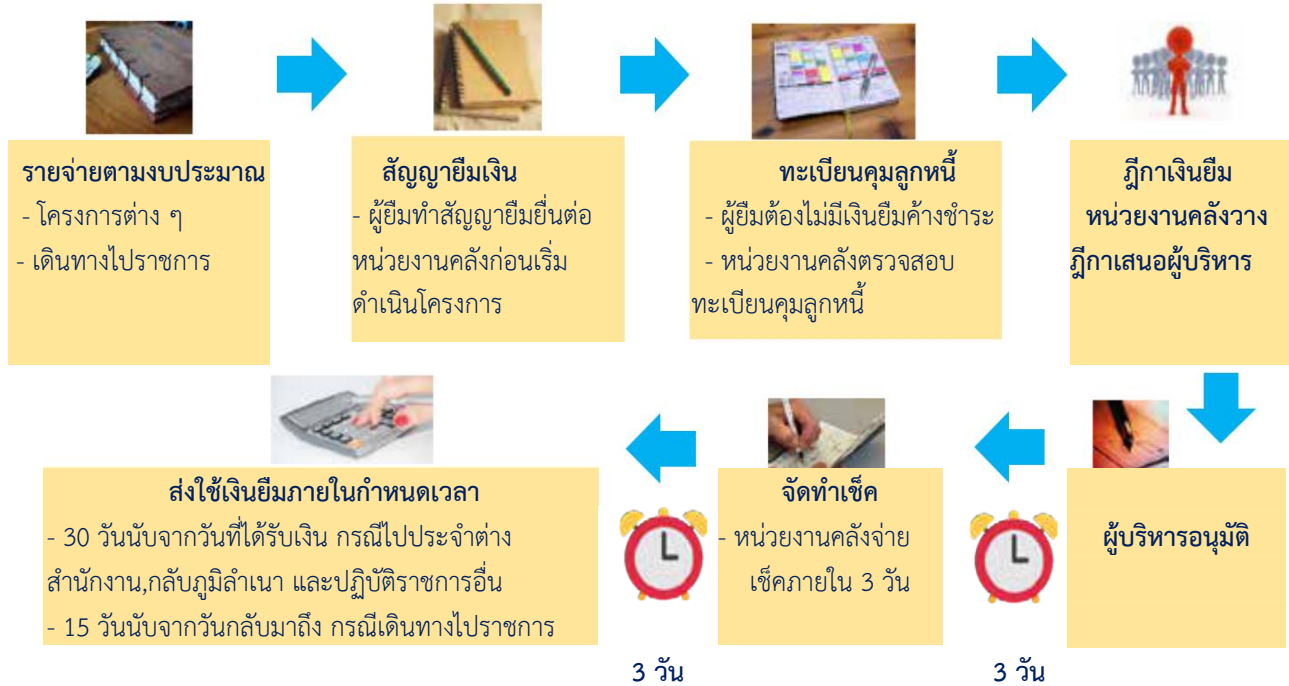 รายจ่ายตามงบประมาณ
- โครงการต่าง ๆ
- เดินทางไปราชการ
สัญญายืมเงิน
- ผู้ยืมทำสัญญายืมยื่นต่อ
หน่วยงานคลังก่อนเริ่ม
ดำเนินโครงการ
ทะเบียนคุมลูกหนี้
- ผู้ยืมต้องไม่มีเงินยืมค้างชำระ
- หน่วยงานคลังตรวจสอบ
ทะเบียนคุมลูกหนี้
ฎีกาเงินยืม
หน่วยงานคลังวาง
ฎีกาเสนอผู้บริหาร
ผู้บริหารอนุมัติ
3 วัน
จัดทำเช็ค
- หน่วยงานคลังจ่าย
เช็คภายใน 3 วัน
3 วัน
ส่งใช้เงินยืมภายในกำหนดเวลา
- 30 วันนับจากวันที่ได้รับเงิน กรณีไปประจำต่าง
สำนักงาน,กลับภูมิลำเนา และปฏิบัติราชการอื่น
- 15 วันนับจากวันกลับมาถึง กรณีเดินทางไปราชการ